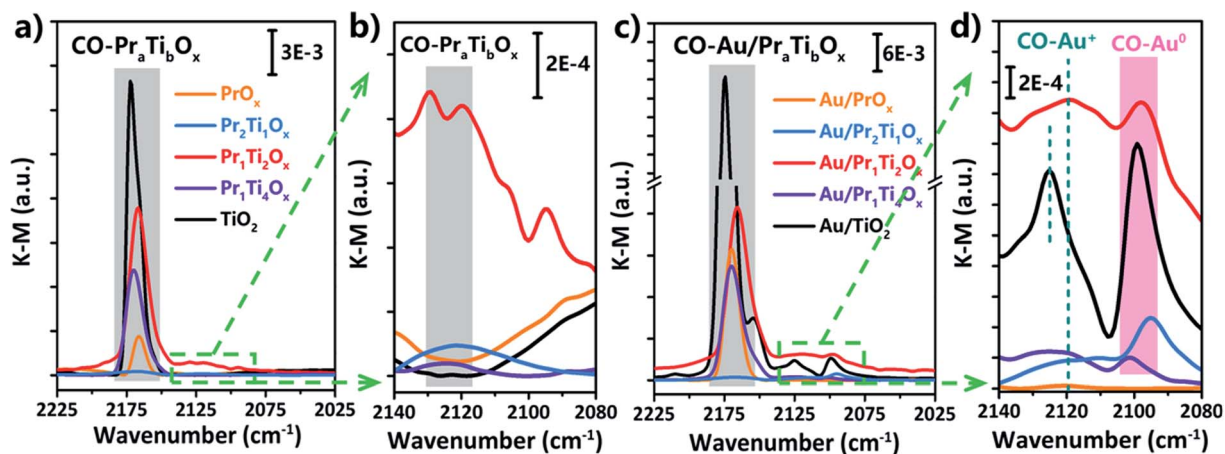 a)
CO-PrₐTi_bOₓ
3E-3
PrOₓ
Pr₂Ti₁Oₓ
Pr₁Ti₂Oₓ
Pr₁Ti₄Oₓ
TiO₂
K-M (a.u.)
2225 2175 2125 2075 2025
Wavenumber (cm⁻¹)
b)
CO-PrₐTi_bOₓ
2E-4
K-M (a.u.)
2140 2120 2100 2080
Wavenumber (cm⁻¹)
c)
CO-Au/PrₐTi_bOₓ
6E-3
Au/PrOₓ
Au/Pr₂Ti₁Oₓ
Au/Pr₁Ti₂Oₓ
Au/Pr₁Ti₄Oₓ
Au/TiO₂
K-M (a.u.)
2225 2175 2125 2075 2025
Wavenumber (cm⁻¹)
d)
CO-Au⁺
CO-Au⁰
2E-4
K-M (a.u.)
2140 2120 2100 2080
Wavenumber (cm⁻¹)